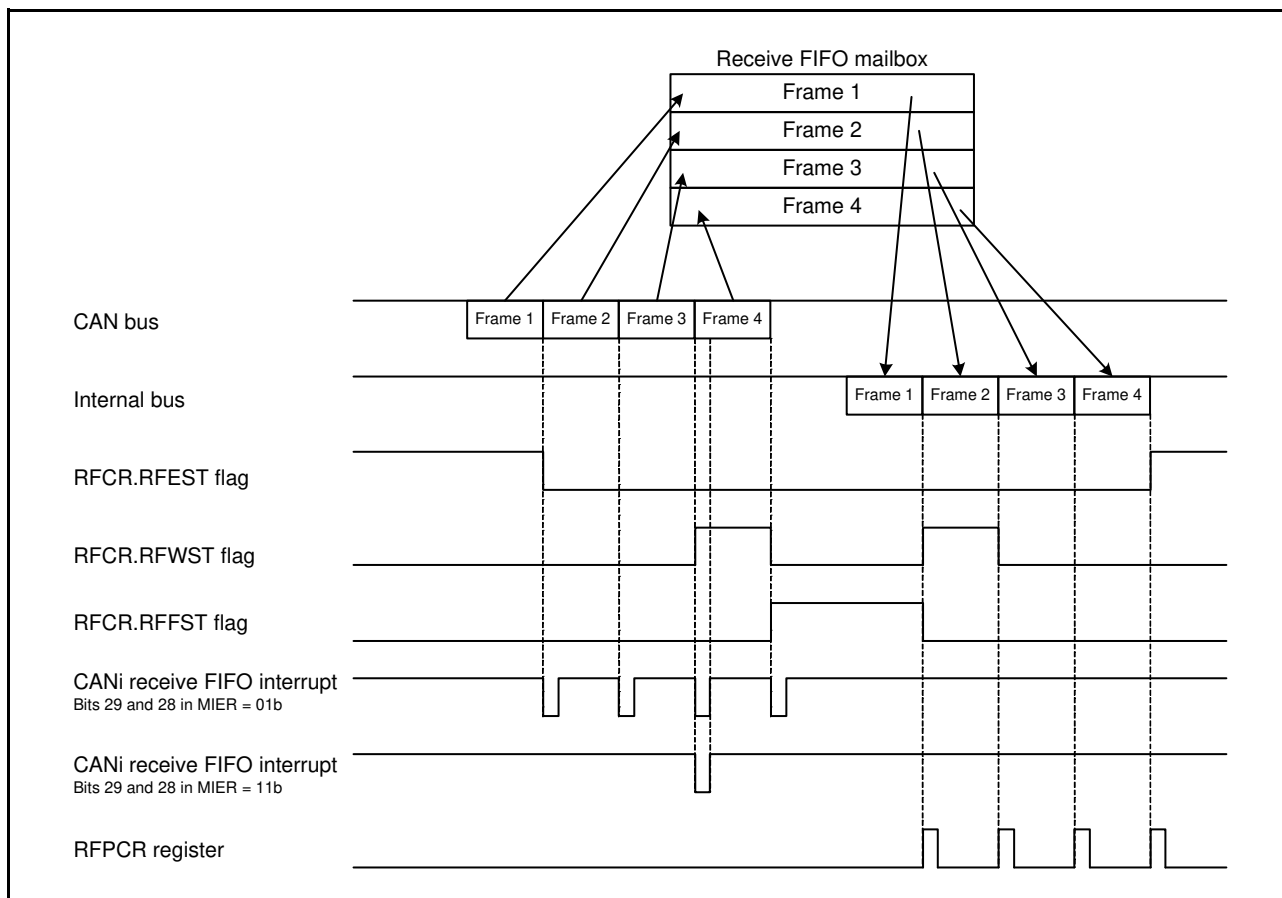 Receive FIFO mailbox
Frame 1
Frame 2
Frame 3
Frame 4
CAN bus
Frame 1 Frame 2 Frame 3 Frame 4
Internal bus
Frame 1 Frame 2 Frame 3 Frame 4
RFCR.RFEST flag
RFCR.RFWST flag
RFCR.RFFST flag
CANi receive FIFO interrupt
Bits 29 and 28 in MIER = 01b
CANi receive FIFO interrupt
Bits 29 and 28 in MIER = 11b
RFPCR register